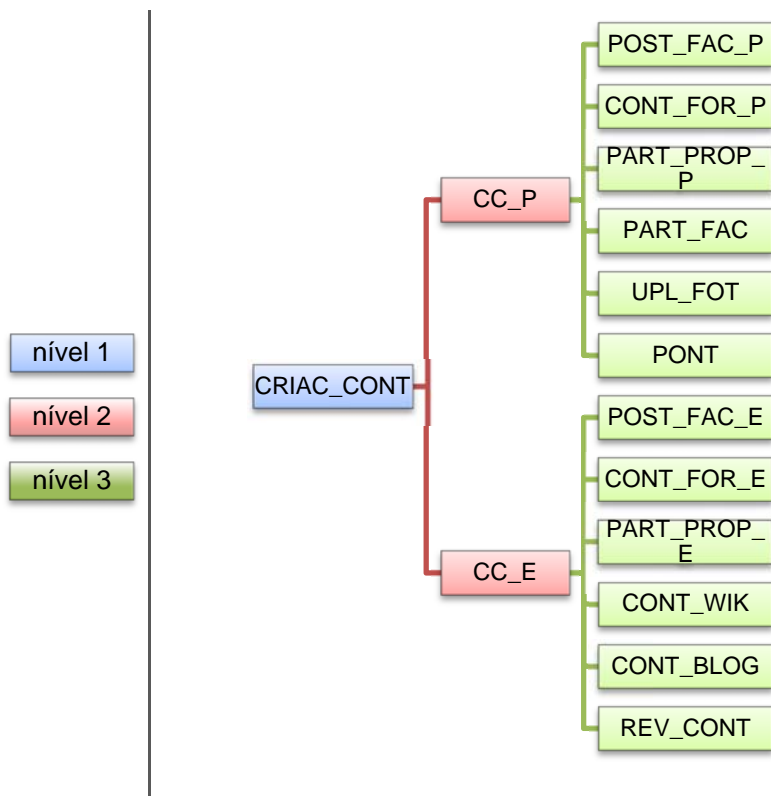 nível 1
nível 2
nível 3
CRIAC_CONT
CC_P
POST_FAC_P
CONT_FOR_P
PART_PROP_
P
PART_FAC
UPL_FOT
PONT
CC_E
POST_FAC_E
CONT_FOR_E
PART_PROP_
E
CONT_WIK
CONT_BLOG
REV_CONT